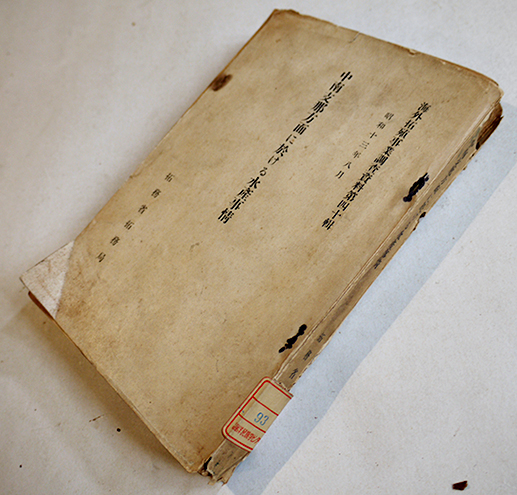 海外拓殖事業調査資料第四十輯
昭和十三年八月
中南支那方面に於ける水産事情
拓務省拓務局
93